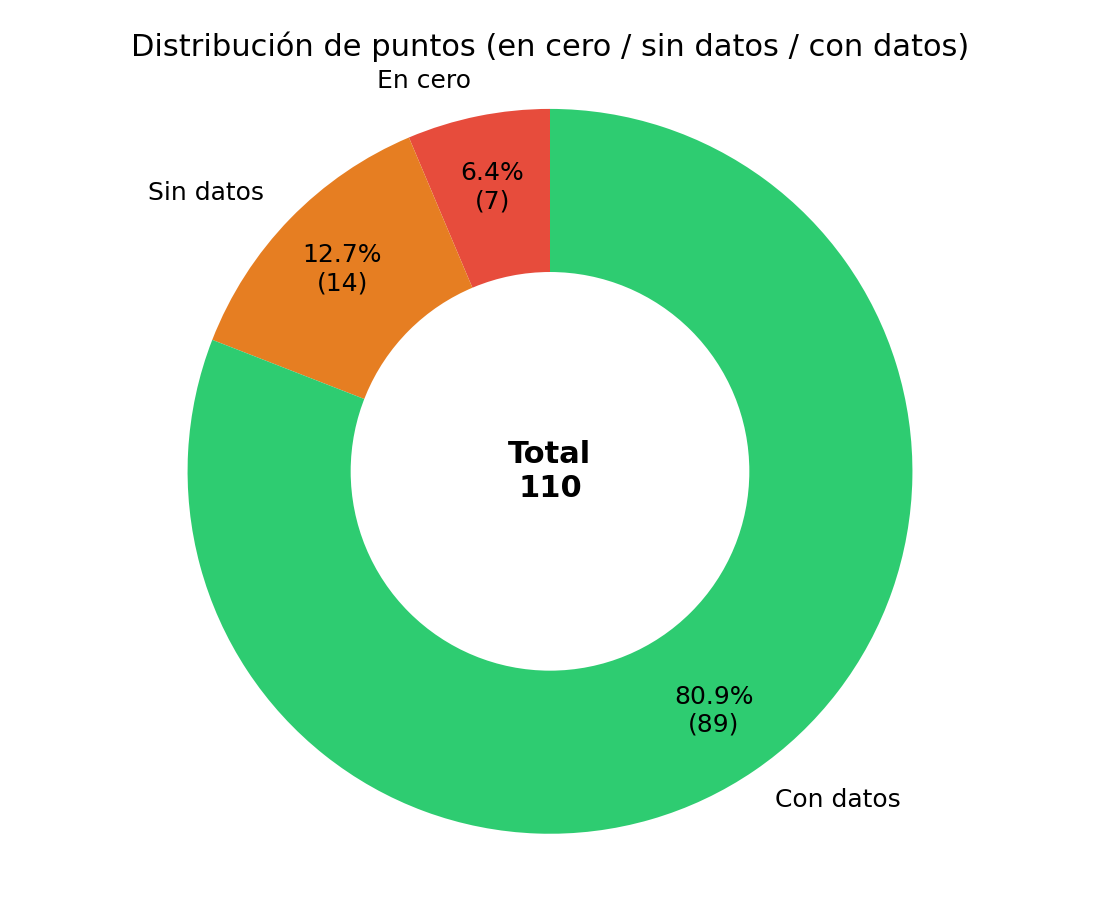 Distribución de puntos (en cero / sin datos / con datos)
En cero
6.4%
(7)
Sin datos
12.7%
(14)
Total
110
80.9%
(89)
Con datos